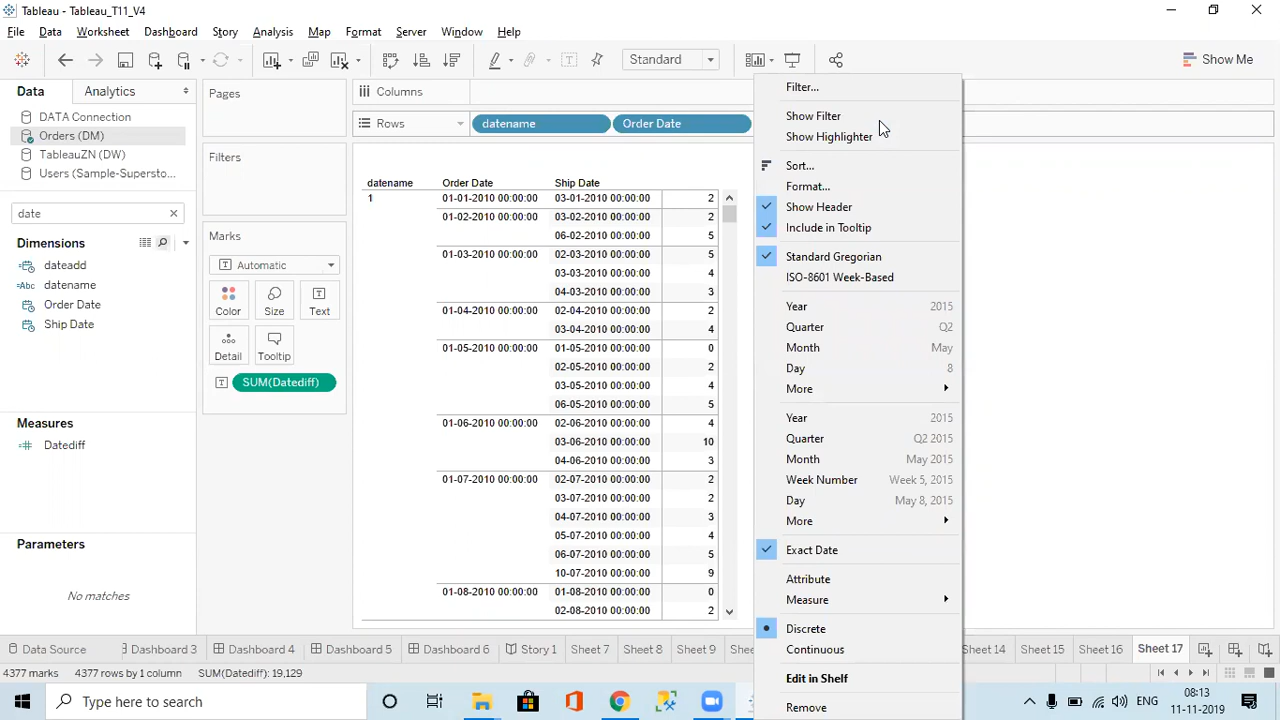 Tableau - Tableau_T11_V4
File Data Worksheet Dashboard Story Analysis Map Format Server Window Help
Standard
Show Me
Data
Analytics
DATA Connection
Orders (DM)
TableauZN (DW)
Users (Sample-Supersto...
date
Dimensions
dateadd
Abc datename
Order Date
Ship Date
Measures
Datediff
Parameters
No matches
Pages
Filters
Marks
Automatic
Color Size Text
Detail Tooltip
SUM(Datediff)
Columns
Rows datename Order Date
datename Order Date Ship Date
1 01-01-2010 00:00:00 03-01-2010 00:00:00 2
01-02-2010 00:00:00 03-02-2010 00:00:00 2
06-02-2010 00:00:00 5
01-03-2010 00:00:00 02-03-2010 00:00:00 5
03-03-2010 00:00:00 4
04-03-2010 00:00:00 3
01-04-2010 00:00:00 02-04-2010 00:00:00 2
03-04-2010 00:00:00 4
01-05-2010 00:00:00 01-05-2010 00:00:00 0
02-05-2010 00:00:00 2
03-05-2010 00:00:00 4
06-05-2010 00:00:00 5
01-06-2010 00:00:00 02-06-2010 00:00:00 4
03-06-2010 00:00:00 10
04-06-2010 00:00:00 3
01-07-2010 00:00:00 02-07-2010 00:00:00 2
03-07-2010 00:00:00 2
04-07-2010 00:00:00 3
05-07-2010 00:00:00 4
06-07-2010 00:00:00 5
10-07-2010 00:00:00 9
01-08-2010 00:00:00 01-08-2010 00:00:00 0
02-08-2010 00:00:00 2
Filter...
Show Filter
Show Highlighter
Sort...
Format...
Show Header
Include in Tooltip
Standard Gregorian
ISO-8601 Week-Based
Year 2015
Quarter Q2
Month May
Day 8
More
Year 2015
Quarter Q2 2015
Month May 2015
Week Number Week 5, 2015
Day May 8, 2015
More
Exact Date
Attribute
Measure
Discrete
Continuous
Edit in Shelf
Remove
Data Source Dashboard 3 Dashboard 4 Dashboard 5 Dashboard 6 Story 1 Sheet 7 Sheet 8 Sheet 9 Shee Sheet 14 Sheet 15 Sheet 16 Sheet 17
4377 marks 4377 rows by 1 column SUM(Datediff): 19,129
Type here to search
ENG
08:13
11-11-2019